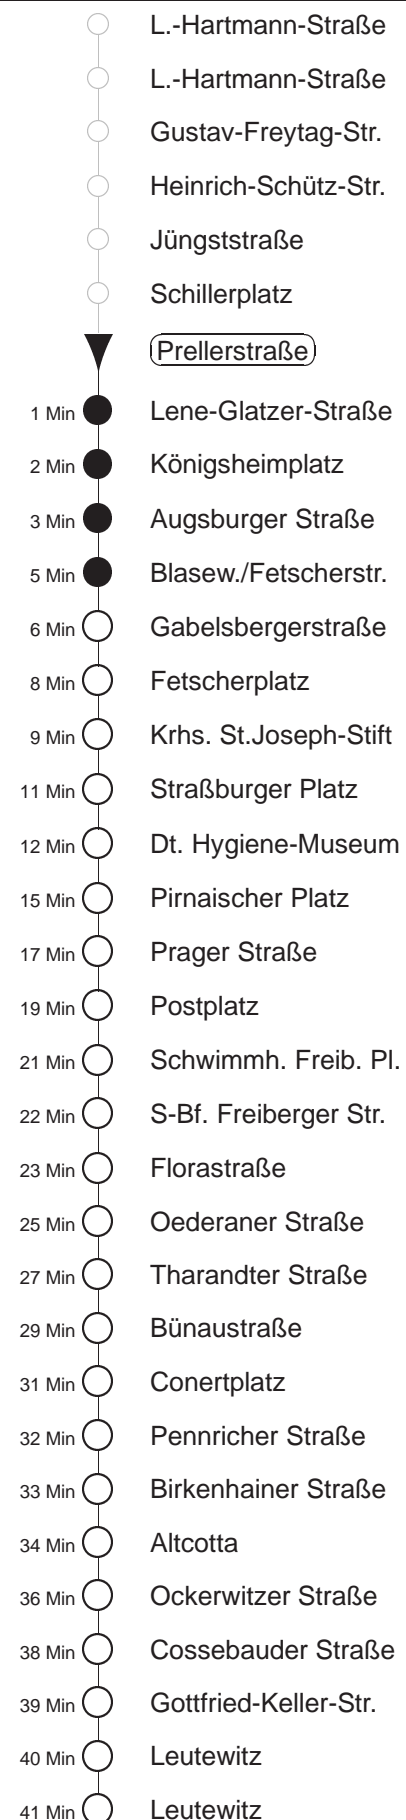 L.-Hartmann-Straße
L.-Hartmann-Straße
Gustav-Freytag-Str.
Heinrich-Schütz-Str.
Jüngststraße
Schillerplatz
Prellerstraße
1 Min Lene-Glatzer-Straße
2 Min Königsheimplatz
3 Min Augsburger Straße
5 Min Blasew./Fetscherstr.
6 Min Gabelsbergerstraße
8 Min Fetscherplatz
9 Min Krhs. St.Joseph-Stift
11 Min Straßburger Platz
12 Min Dt. Hygiene-Museum
15 Min Pirnaischer Platz
17 Min Prager Straße
19 Min Postplatz
21 Min Schwimmh. Freib. Pl.
22 Min S-Bf. Freiberger Str.
23 Min Florastraße
25 Min Oederaner Straße
27 Min Tharandter Straße
29 Min Bünaustraße
31 Min Conertplatz
32 Min Pennricher Straße
33 Min Birkenhainer Straße
34 Min Altcotta
36 Min Ockerwitzer Straße
38 Min Cossebauder Straße
39 Min Gottfried-Keller-Str.
40 Min Leutewitz
41 Min Leutewitz